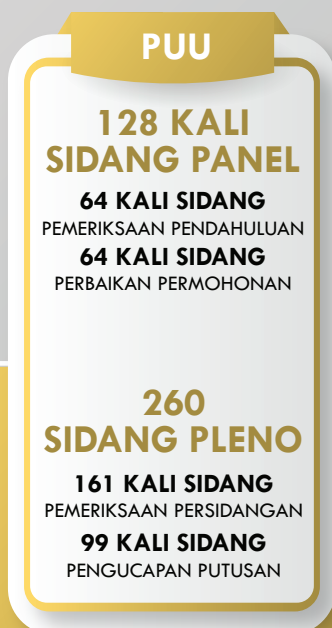 PUU
128 KALI
SIDANG PANEL
64 KALI SIDANG
PEMERIKSAAN PENDAHULUAN
64 KALI SIDANG
PERBAIKAN PERMOHONAN
260
SIDANG PLENO
161 KALI SIDANG
PEMERIKSAAN PERSIDANGAN
99 KALI SIDANG
PENGUCAPAN PUTUSAN